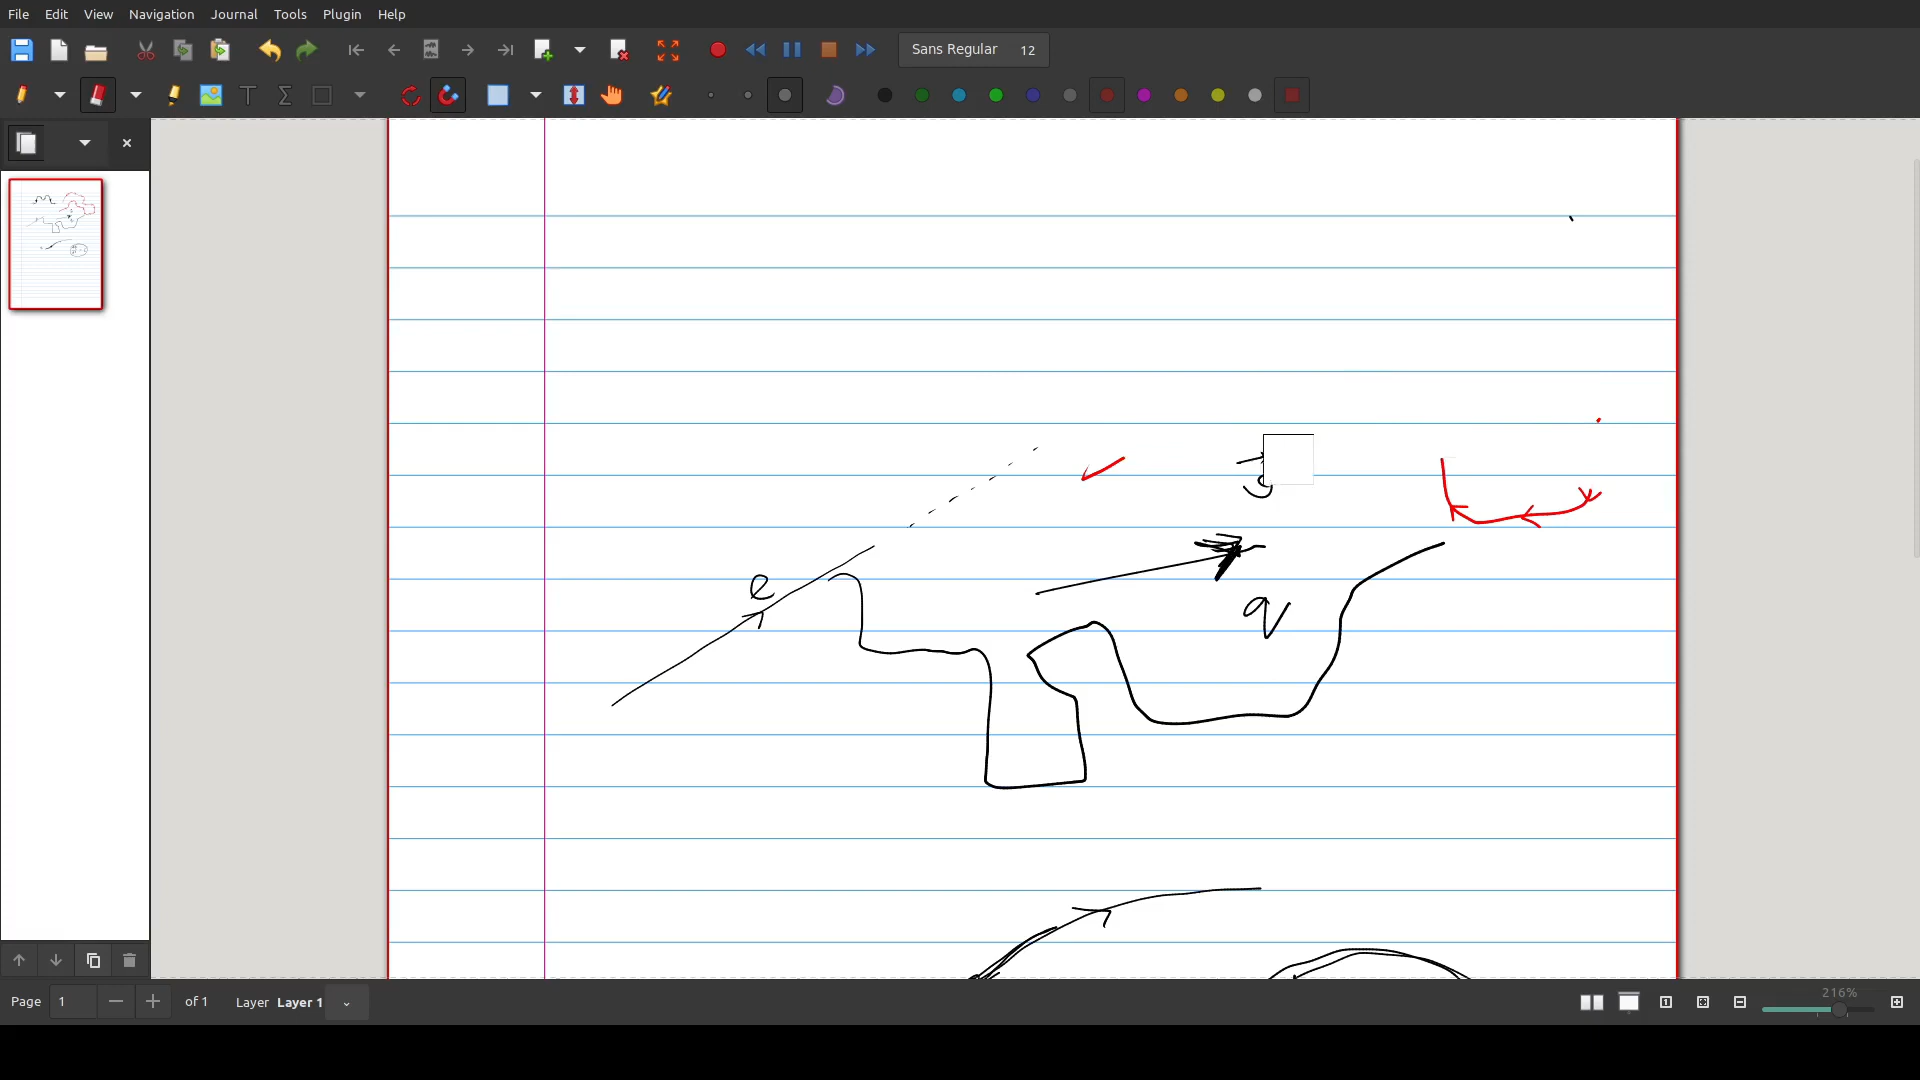 File Edit View Navigation Journal Tools Plugin Help
Sans Regular 12
e
q
216%
Page 1 of 1 Layer Layer 1